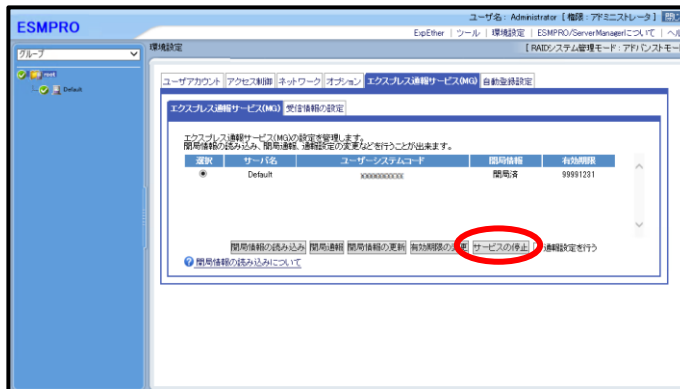 ユーザ名 : Administrator [ 権限 : アドミニストレータ ]
ESMPRO
ExpEther | ツール | 環境設定 | ESMPRO/ServerManagerについて | ヘル
グループ
環境設定
[ RAIDシステム管理モード : アドバンストモード
root
Default
ユーザアカウント アクセス制御 ネットワーク オプション エクスプレス通報サービス(MG) 自動登録設定
エクスプレス通報サービス(MG) 受信情報の設定
エクスプレス通報サービス(MG)の設定を管理します。
開局情報の読み込み、開局通報、通報設定の変更などを行うことが出来ます。
選択 サーバ名 ユーザーシステムコード 開局情報 有効期限
Default xxxxxxxxxx 開局済 99991231
開局情報の読み込み 開局通報 開局情報の更新 有効期限の変更 サービスの停止 通報設定を行う
開局情報の読み込みについて